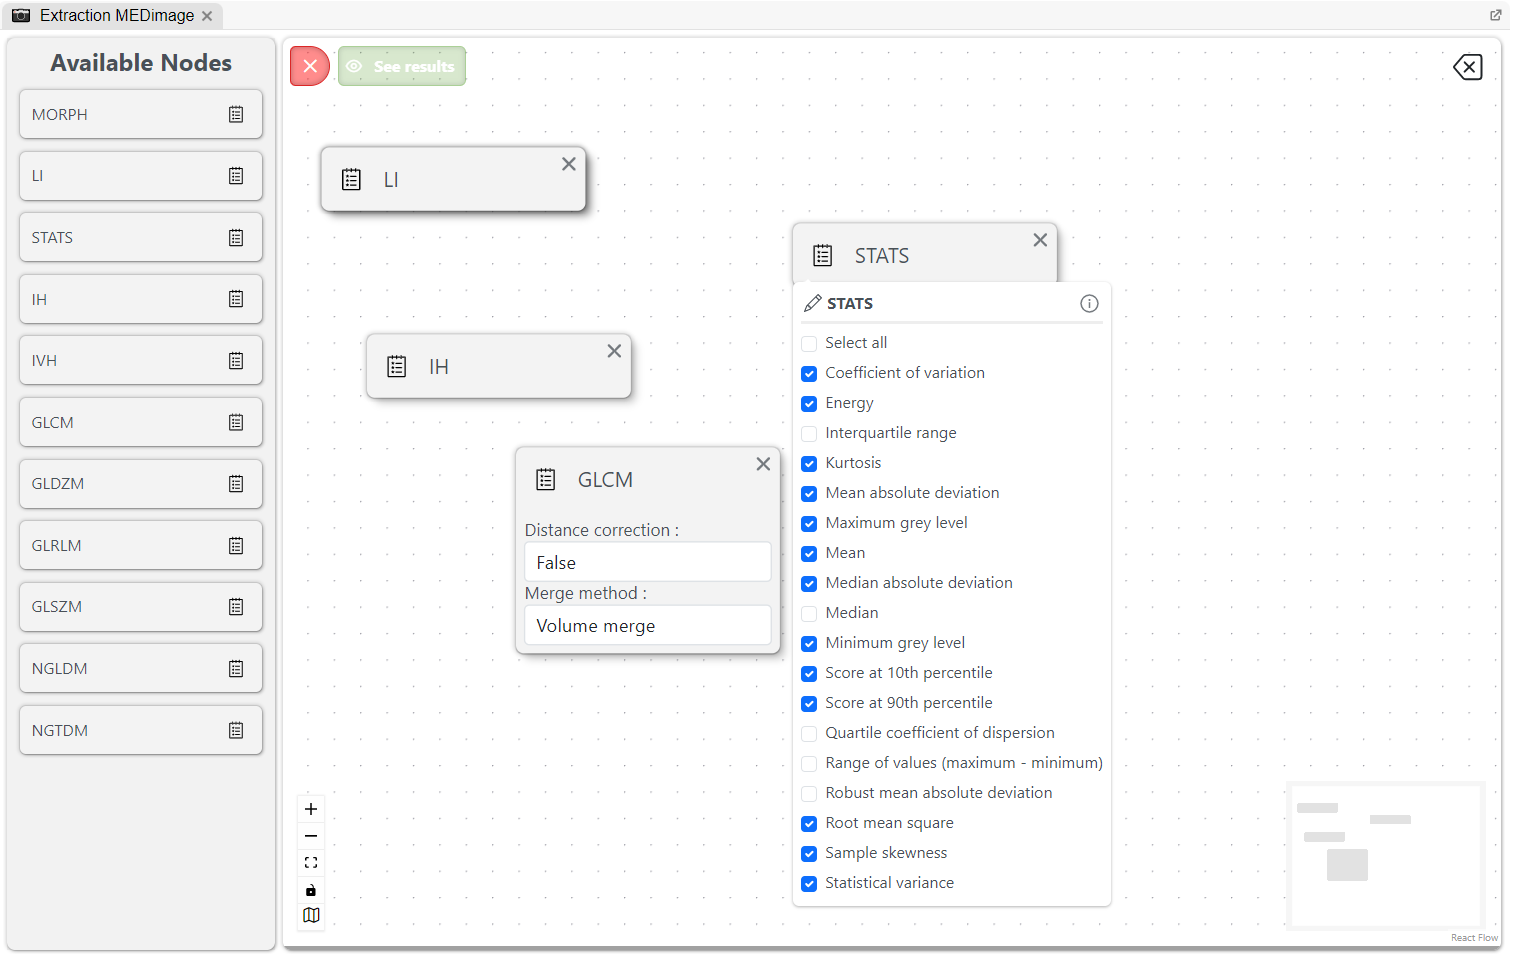 Extraction MEDimage
Available Nodes
MORPH
LI
STATS
IH
IVH
GLCM
GLDZM
GLRLM
GLSZM
NGLDM
NGTDM
See results
LI
IH
GLCM
Distance correction :
False
Merge method :
Volume merge
STATS
STATS
Select all
Coefficient of variation
Energy
Interquartile range
Kurtosis
Mean absolute deviation
Maximum grey level
Mean
Median absolute deviation
Median
Minimum grey level
Score at 10th percentile
Score at 90th percentile
Quartile coefficient of dispersion
Range of values (maximum - minimum)
Robust mean absolute deviation
Root mean square
Sample skewness
Statistical variance
React Flow